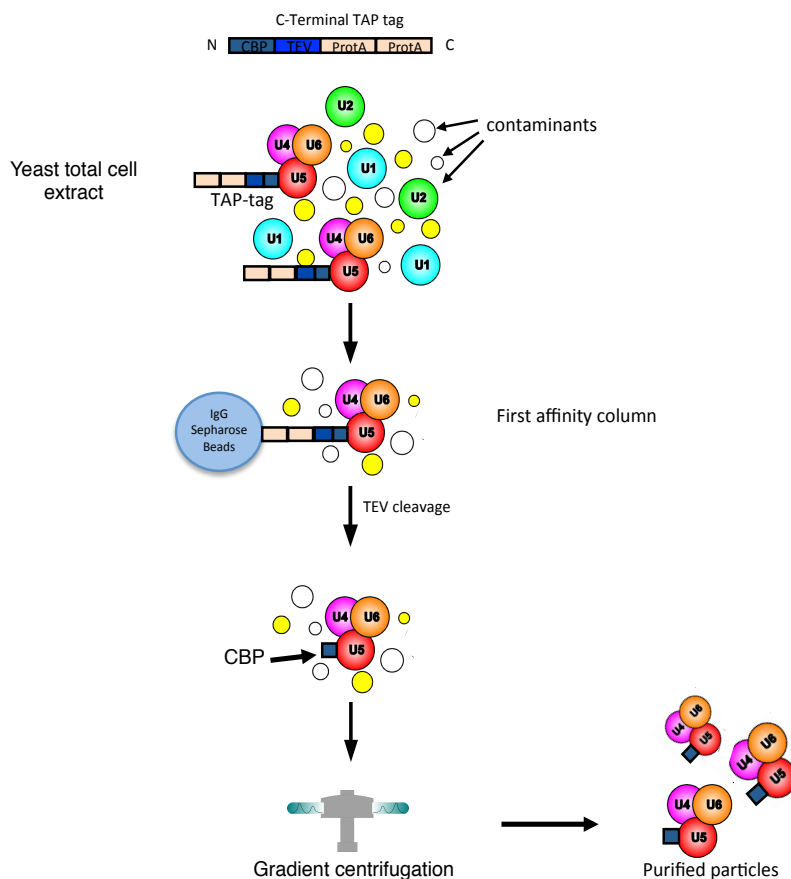 C-Terminal TAP tag
N CBP TEV ProtA ProtA C
U2
contaminants
U4 U6
U1
Yeast total cell
extract
U5
U2
TAP-tag
U1
U4 U6
U1
U5
U4 U6
IgG
Sepharose
Beads
First affinity column
U5
TEV cleavage
U4 U6
CBP
U5
U6
U4 U5
U6
U4
U5
U4 U6
U5
Gradient centrifugation
Purified particles